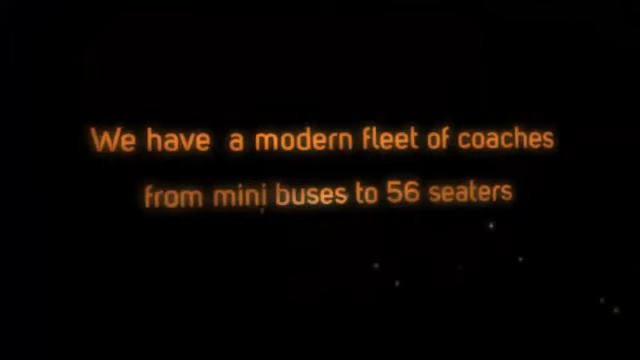 We have a modern fleet of coaches
from mini buses to 56 seaters